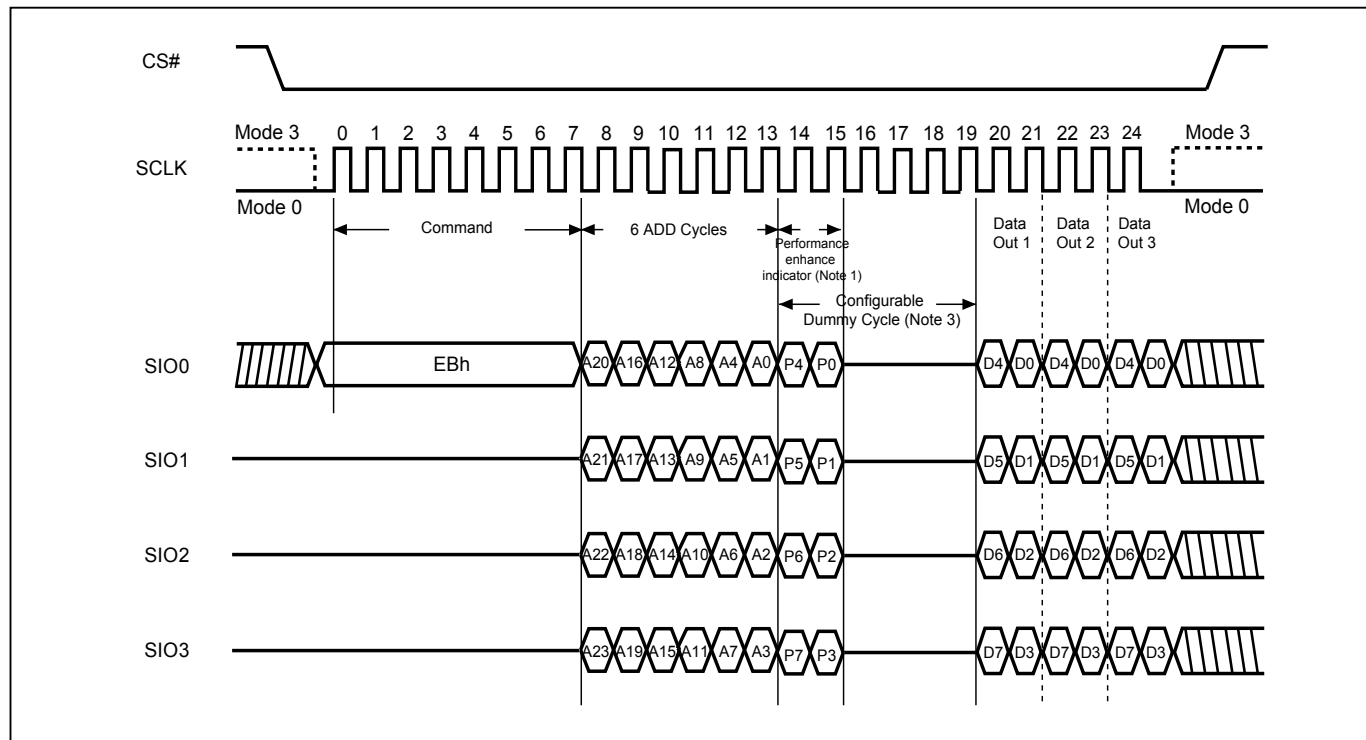 CS#
Mode 3
0 1 2 3 4 5 6 7 8 9 10 11 12 13 14 15 16 17 18 19 20 21 22 23 24
Mode 3
SCLK
Mode 0
Mode 0
Command
6 ADD Cycles
Performance
enhance
indicator (Note 1)
Data
Out 1
Data
Out 2
Data
Out 3
Configurable
Dummy Cycle (Note 3)
SIO0
EBh
A20 A16 A12 A8 A4 A0 P4 P0
D4 D0 D4 D0 D4 D0
SIO1
A21 A17 A13 A9 A5 A1 P5 P1
D5 D1 D5 D1 D5 D1
SIO2
A22 A18 A14 A10 A6 A2 P6 P2
D6 D2 D6 D2 D6 D2
SIO3
A23 A19 A15 A11 A7 A3 P7 P3
D7 D3 D7 D3 D7 D3